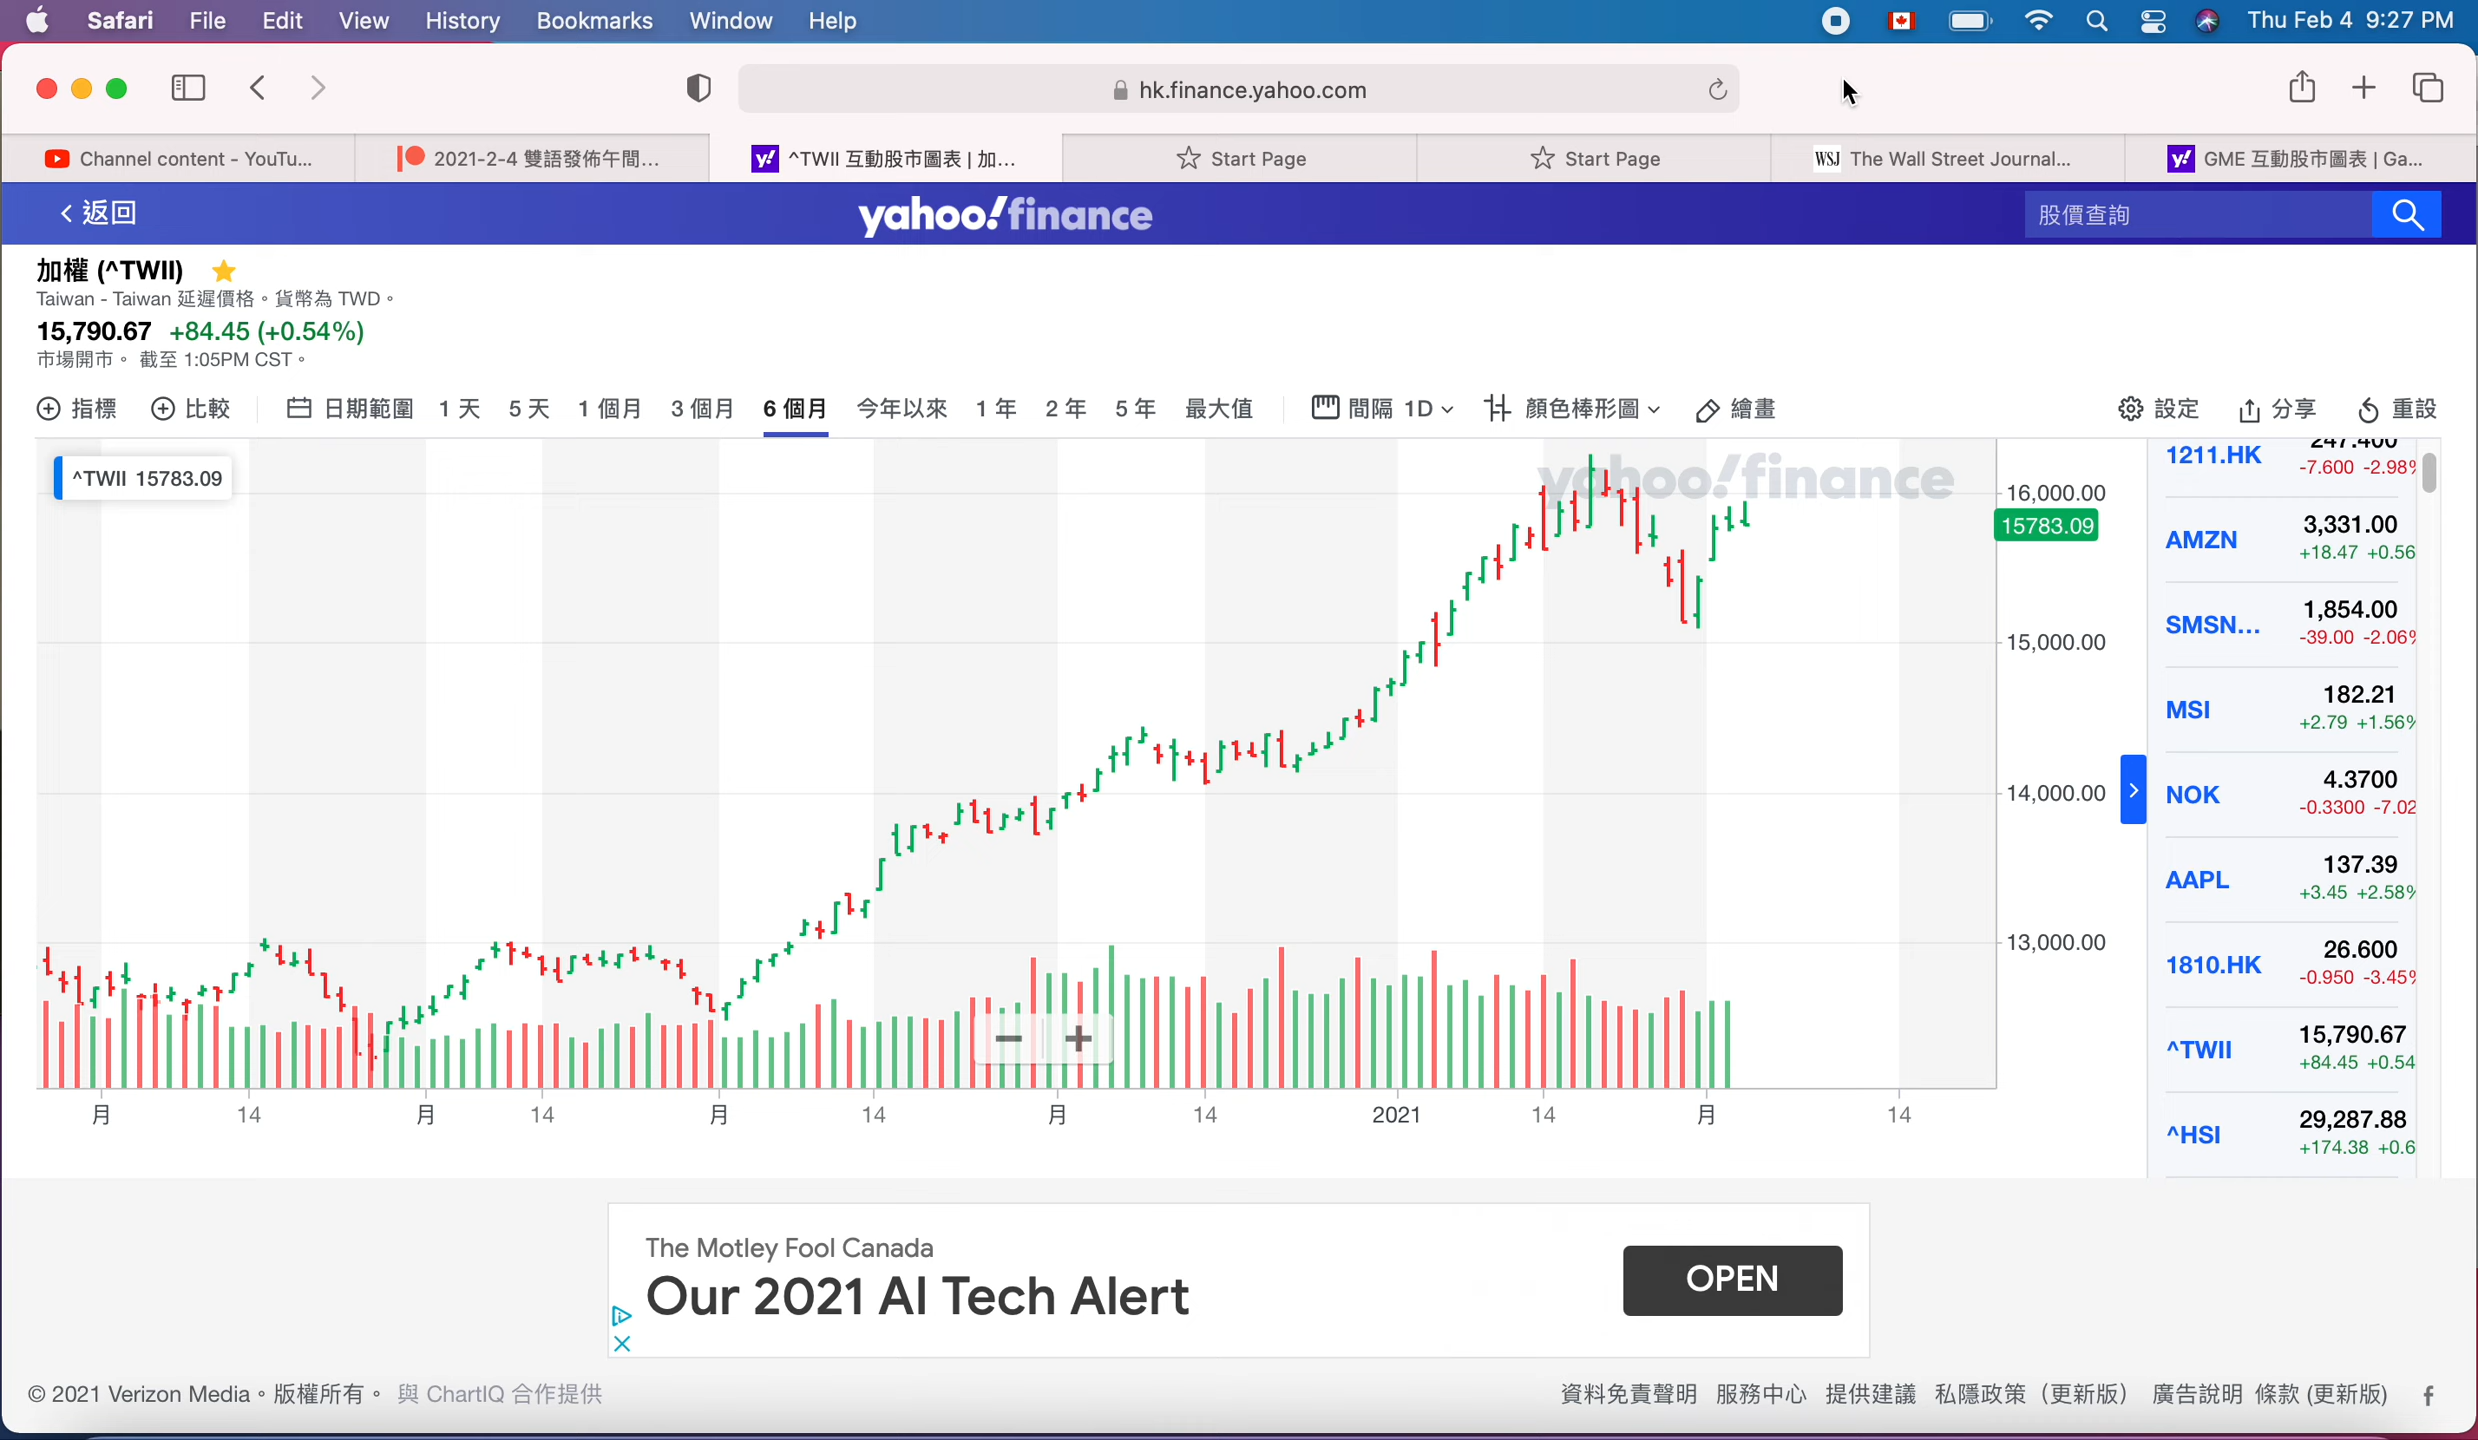 Safari File Edit View History Bookmarks Window Help Thu Feb 4 9:27 PM
hk.finance.yahoo.com
Channel content - YouTu... 2021-2-4 雙語發佈午間... ^TWII 互動股市圖表 | 加... Start Page Start Page WSJ The Wall Street Journal... y! GME 互動股市圖表 | Ga...
返回 yahoo!finance 股價查詢
加權 (^TWII)
Taiwan - Taiwan 延遲價格。貨幣為 TWD。
15,790.67 +84.45 (+0.54%)
市場開市。 截至 1:05PM CST。
指標 比較 日期範圍 1 天 5 天 1 個月 3 個月 6 個月 今年以來 1 年 2 年 5 年 最大值 間隔 1D 顏色棒形圖 繪畫 設定 分享 重設
^TWII 15783.09
yahoo!finance
16,000.00
15783.09
15,000.00
14,000.00
13,000.00
月 14 月 14 月 14 月 14 2021 14 月 14
247.400
1211.HK
-7.600 -2.98%
3,331.00
AMZN
+18.47 +0.56
1,854.00
SMSN...
-39.00 -2.06%
182.21
MSI
+2.79 +1.56%
4.3700
NOK
-0.3300 -7.02
137.39
AAPL
+3.45 +2.58%
26.600
1810.HK
-0.950 -3.45%
15,790.67
^TWII
+84.45 +0.54
29,287.88
^HSI
+174.38 +0.6
The Motley Fool Canada
Our 2021 AI Tech Alert
OPEN
© 2021 Verizon Media。版權所有。 與 ChartIQ 合作提供 資料免責聲明 服務中心 提供建議 私隱政策（更新版） 廣告說明 條款 (更新版)